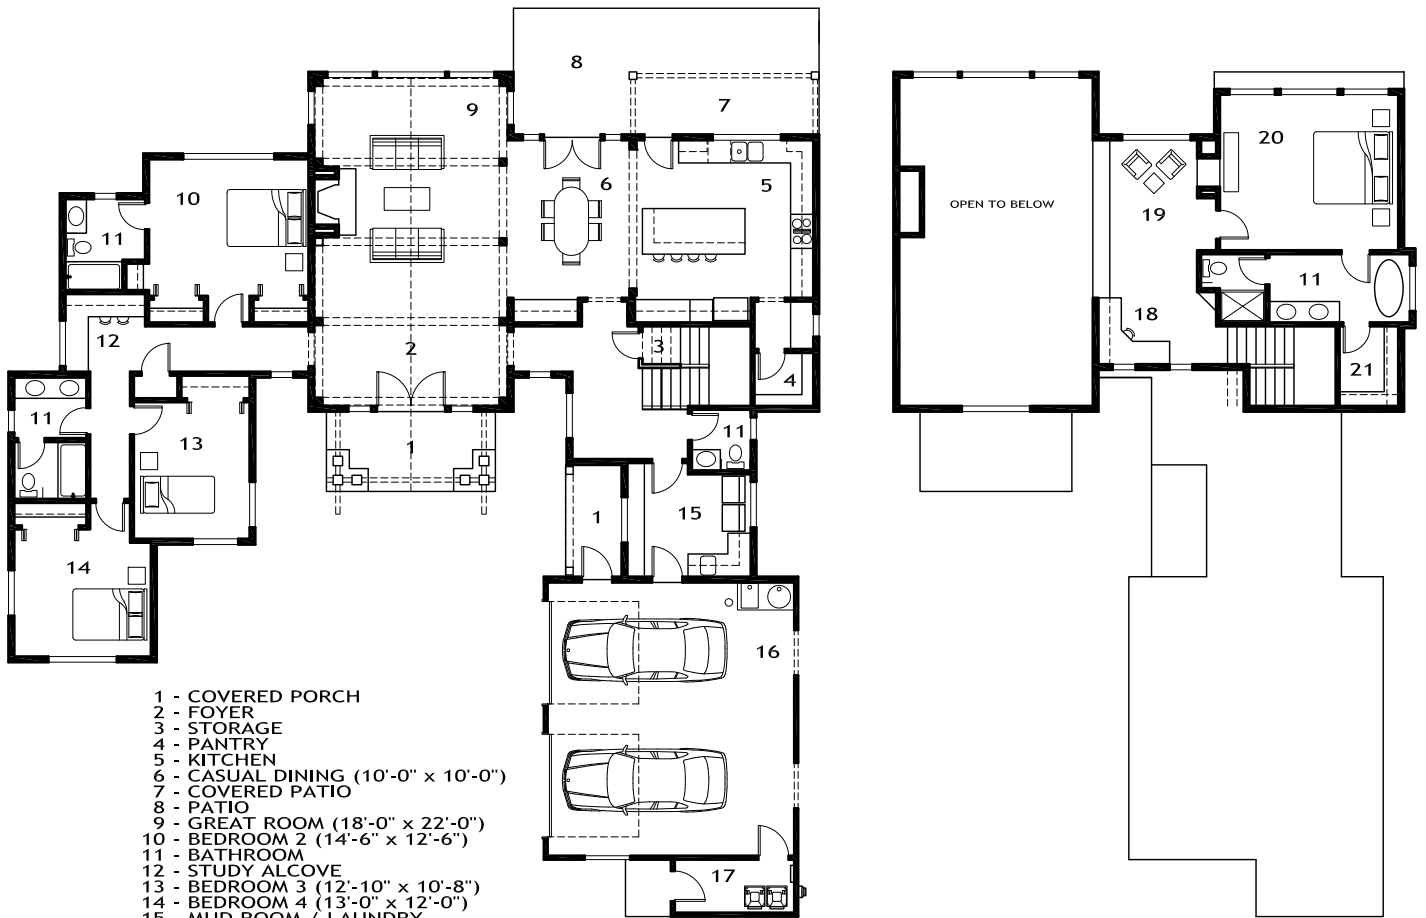 8
9
7
20
10
6
5
OPEN TO BELOW
19
11
11
18
12
2
3
4
21
11
13
1
11
1
15
14
16
17
1 - COVERED PORCH
2 - FOYER
3 - STORAGE
4 - PANTRY
5 - KITCHEN
6 - CASUAL DINING (10'-0" x 10'-0")
7 - COVERED PATIO
8 - PATIO
9 - GREAT ROOM (18'-0" x 22'-0")
10 - BEDROOM 2 (14'-6" x 12'-6")
11 - BATHROOM
12 - STUDY ALCOVE
13 - BEDROOM 3 (12'-10" x 10'-8")
14 - BEDROOM 4 (13'-0" x 12'-0")
15 - MUD ROOM / LAUNDRY